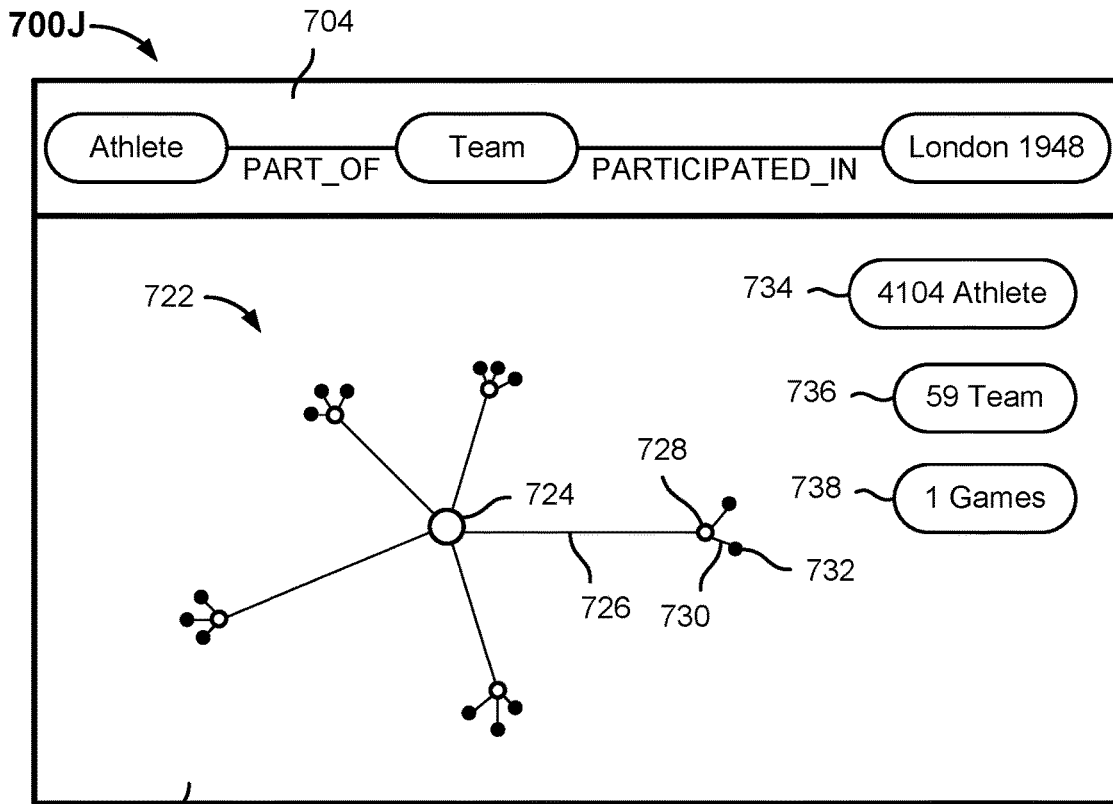 700J
704
Athlete
PART_OF
Team
PARTICIPATED_IN
London 1948
722
734
4104 Athlete
736
59 Team
728
738
1 Games
724
726
730
732